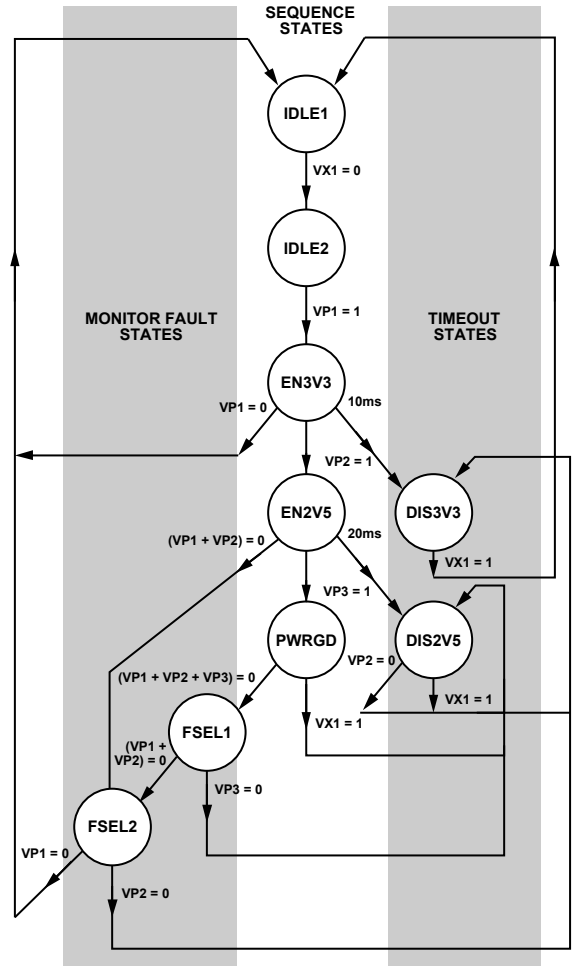 SEQUENCE
STATES
IDLE1
VX1 = 0
IDLE2
MONITOR FAULT
STATES
VP1 = 1
TIMEOUT
STATES
EN3V3
10ms
VP1 = 0
VP2 = 1
EN2V5
DIS3V3
(VP1 + VP2) = 0
20ms
VX1 = 1
VP3 = 1
PWRGD
DIS2V5
VP2 = 0
(VP1 + VP2 + VP3) = 0
VX1 = 1
VX1 = 1
FSEL1
(VP1 +
VP2) = 0
VP3 = 0
FSEL2
VP1 = 0
VP2 = 0